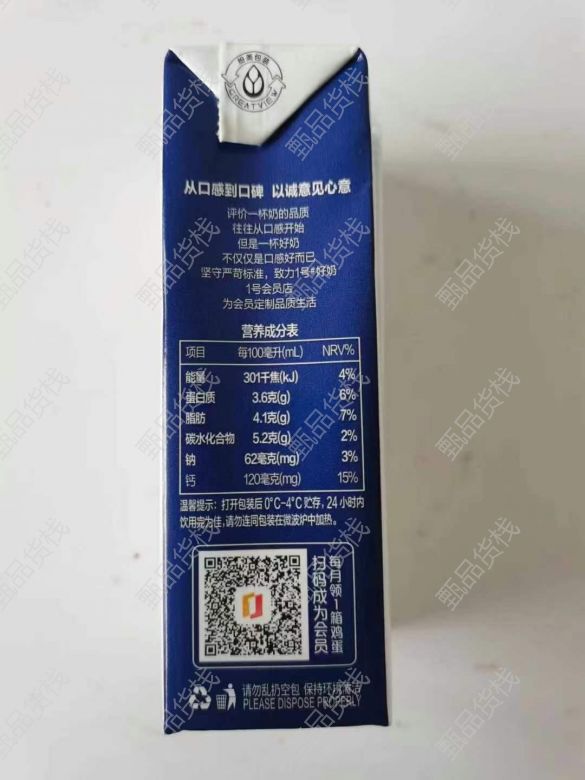 纷美包装
GREATVIEW
从口感到口碑 以诚意见心意
评价一杯奶的品质
往往从口感开始
但是一杯好奶
不仅仅是口感好而已
坚守严苛标准，致力1号好奶
1号会员店
为会员定制品质生活
营养成分表
项目 每100毫升(mL) NRV%
能量 301千焦(kJ) 4%
蛋白质 3.6克(g) 6%
脂肪 4.1克(g) 7%
碳水化合物 5.2克(g) 2%
钠 62毫克(mg) 3%
钙 120毫克(mg) 15%
温馨提示：打开包装后0°C-4°C贮存，24小时内
饮用完为佳，请勿连同包装在微波炉中加热。
每月领1箱鸡蛋
扫码成为会员
请勿乱扔空包 保持环境清洁
PLEASE DISPOSE PROPERLY
甄品货栈